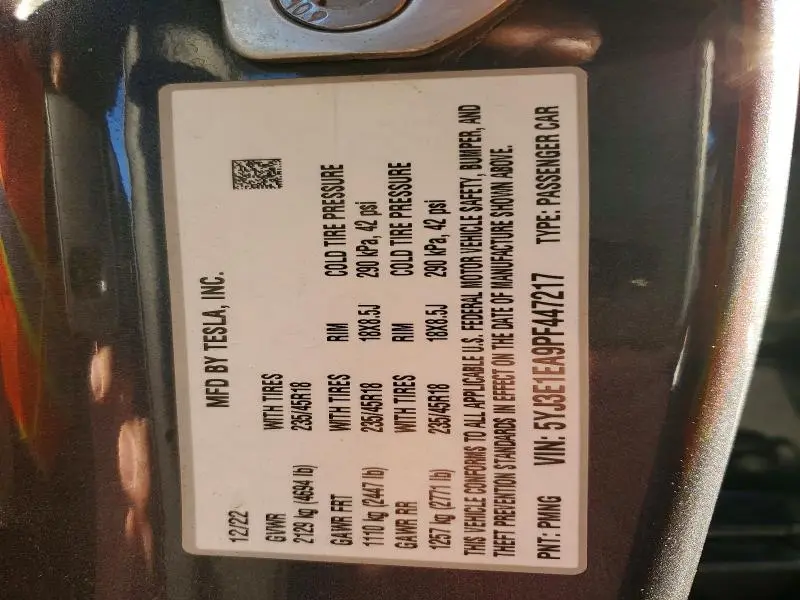 MFD BY TESLA, INC.
12/22
GVWR WITH TIRES
2129 kg (4694 lb) 235/45R18
GAWR FRT WITH TIRES RIM COLD TIRE PRESSURE
1110 kg (2447 lb) 235/45R18 18X8.5J 290 kPa, 42 psi
GAWR RR WITH TIRES RIM COLD TIRE PRESSURE
1257 kg (2771 lb) 235/45R18 18X8.5J 290 kPa, 42 psi
THIS VEHICLE CONFORMS TO ALL APPLICABLE U.S. FEDERAL MOTOR VEHICLE SAFETY, BUMPER, AND
THEFT PREVENTION STANDARDS IN EFFECT ON THE DATE OF MANUFACTURE SHOWN ABOVE.
PNT: PMNG VIN: 5YJ3E1EA9PF447217 TYPE: PASSENGER CAR